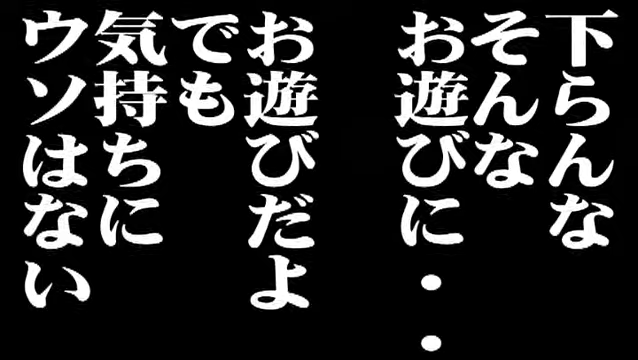 下らんな
そんな
お遊びに・・
お遊びだよ
でも
気持ちに
ウソはない